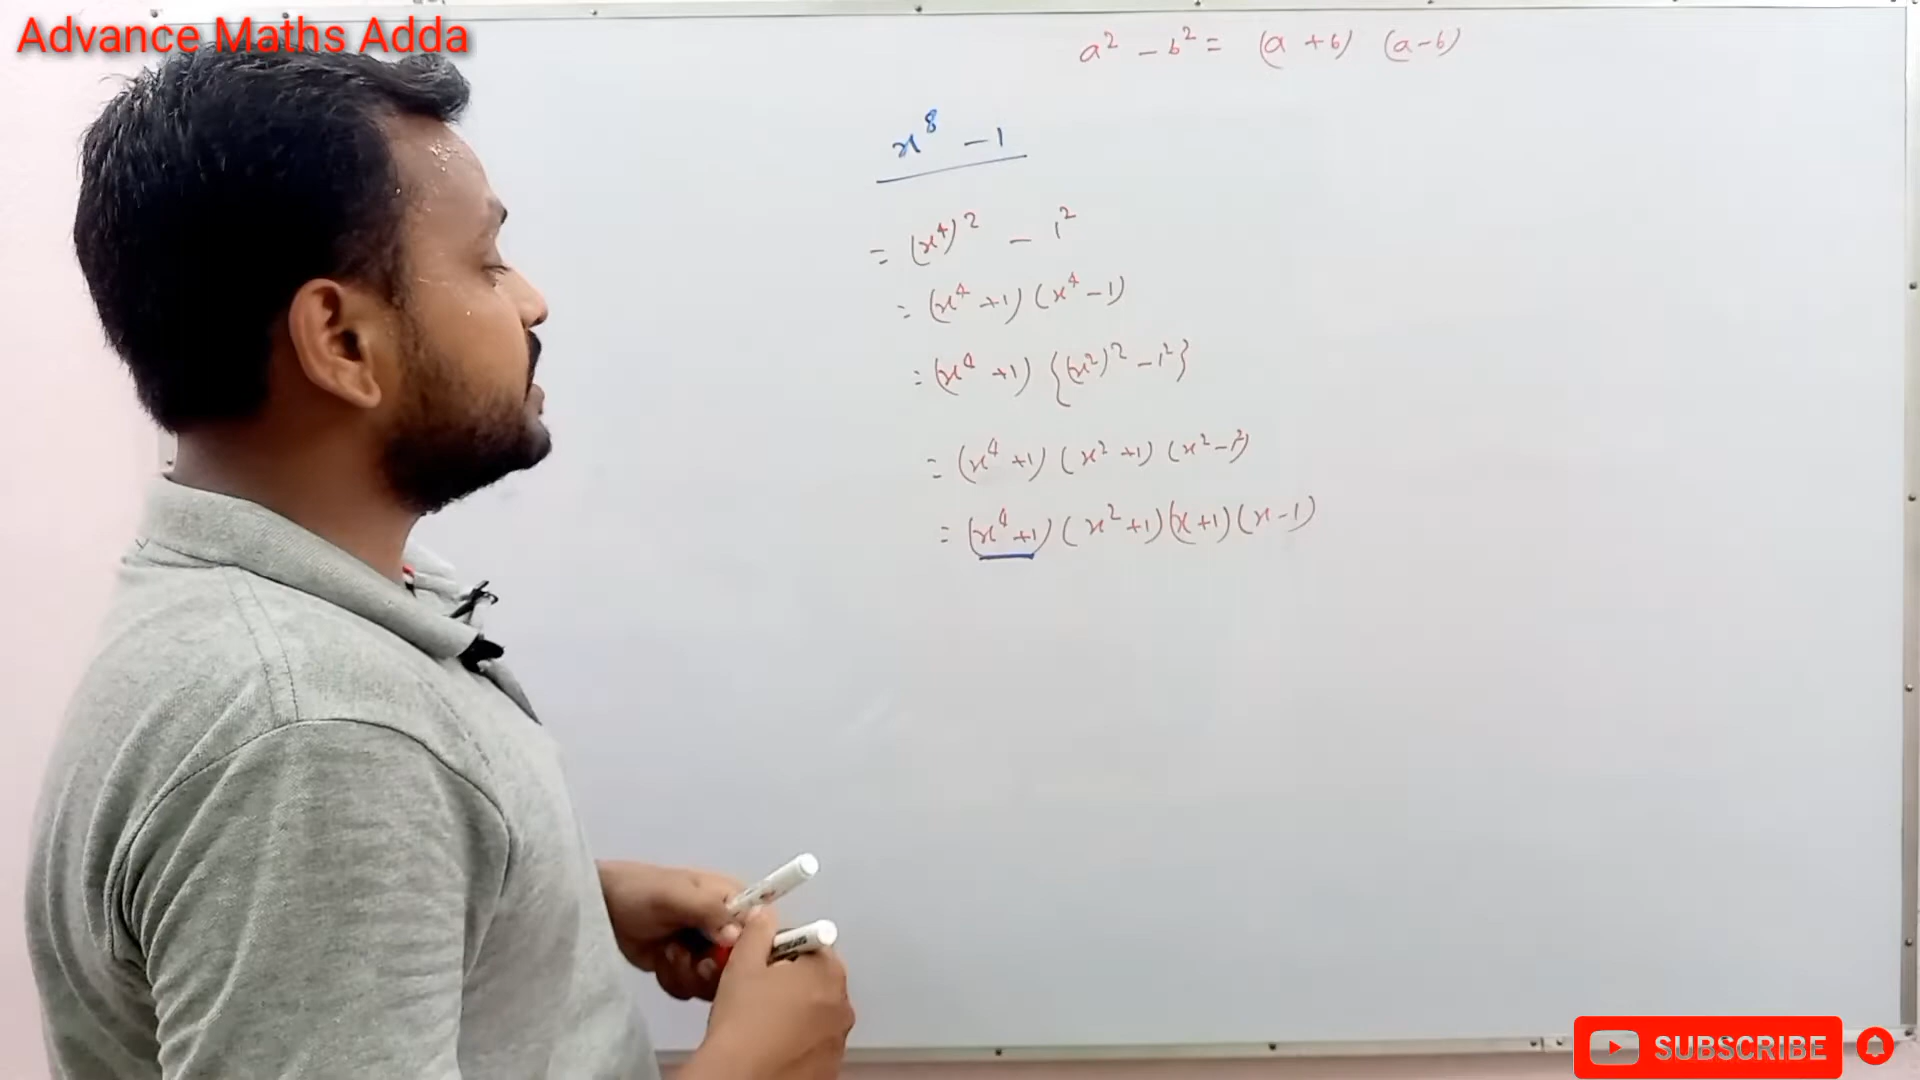 Advance Maths Adda
a² - b² = (a + b) (a - b)
x⁸ - 1
= (x⁴)² - 1²
= (x⁴ + 1) (x⁴ - 1)
= (x⁴ + 1) {(x²)² - 1²}
= (x⁴ + 1) (x² + 1) (x² - 1²)
= (x⁴ + 1) (x² + 1) (x + 1) (x - 1)
SUBSCRIBE